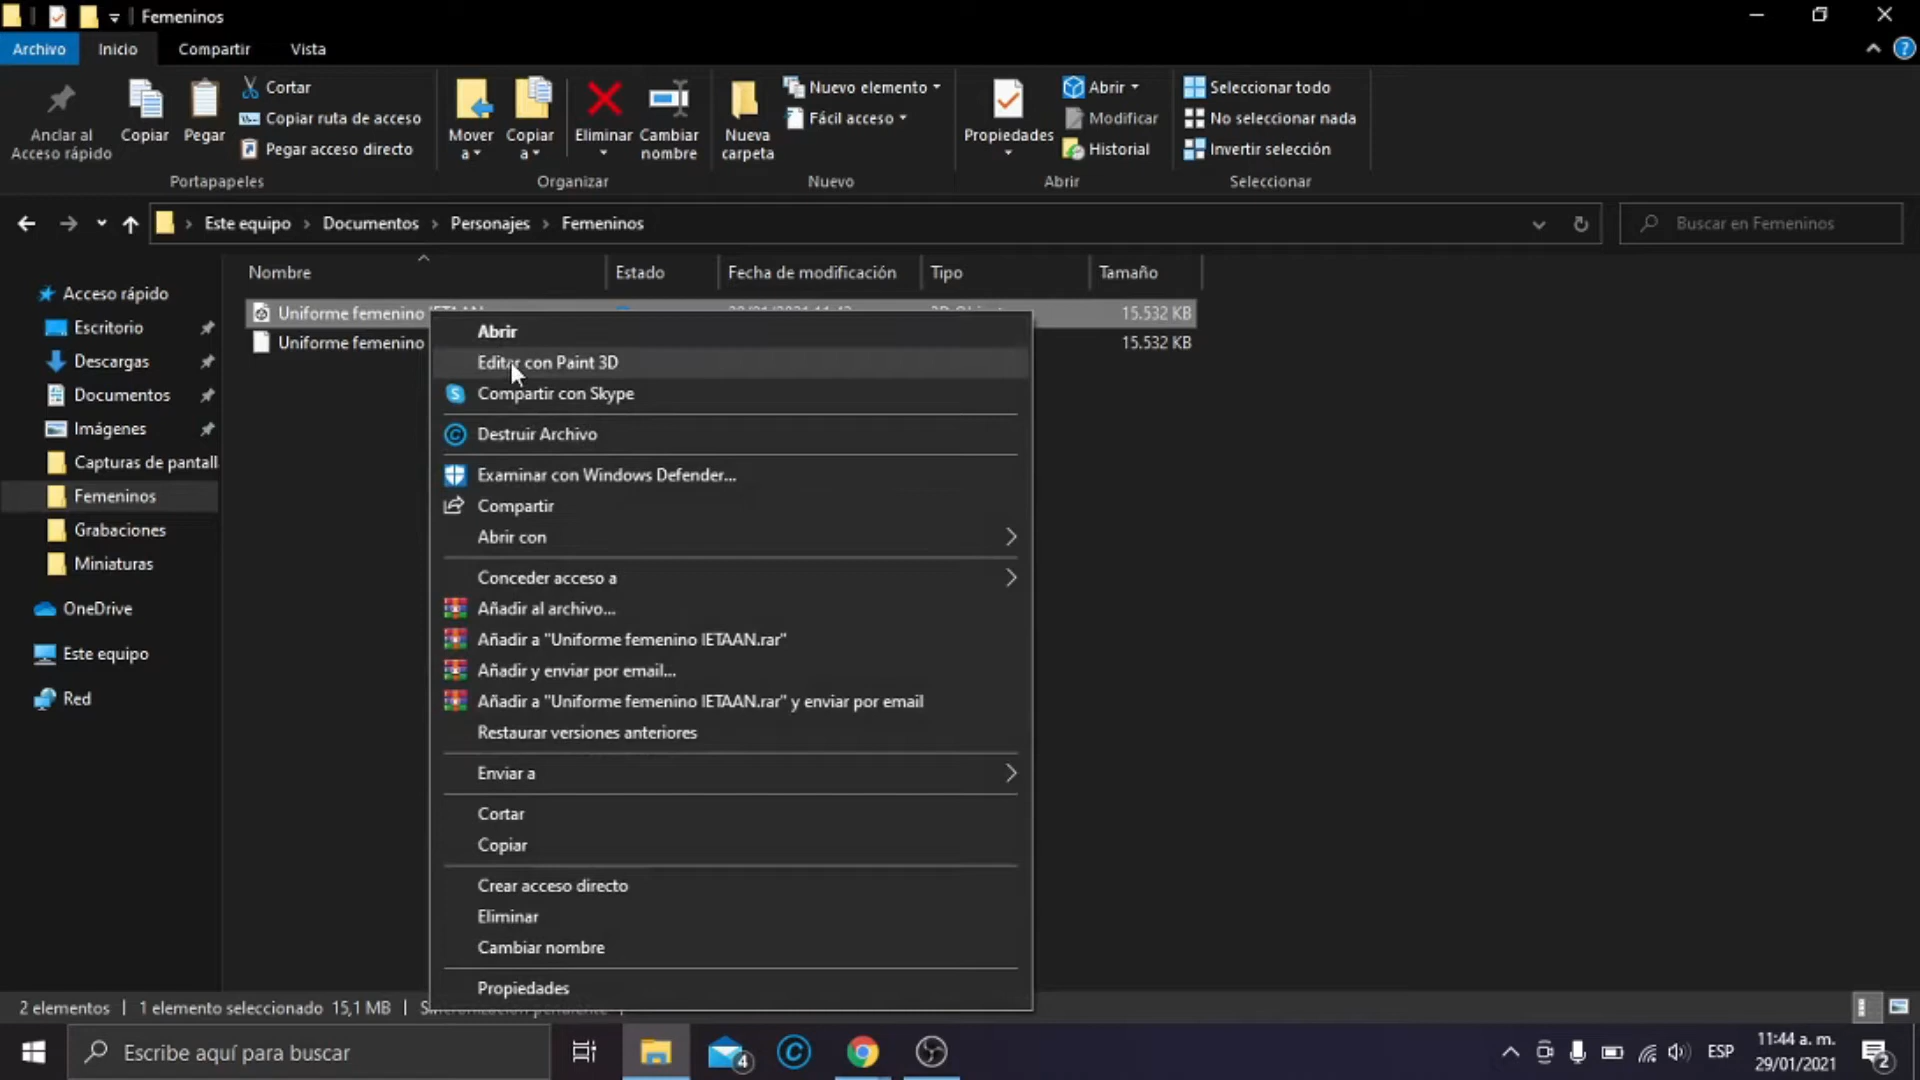 Femeninos
Archivo Inicio Compartir Vista
Anclar al Acceso rápido
Copiar
Pegar
Cortar
Copiar ruta de acceso
Pegar acceso directo
Portapapeles
Mover a
Copiar a
Eliminar
Cambiar nombre
Organizar
Nueva carpeta
Nuevo elemento
Fácil acceso
Nuevo
Propiedades
Abrir
Modificar
Historial
Abrir
Seleccionar todo
No seleccionar nada
Invertir selección
Seleccionar
Este equipo Documentos Personajes Femeninos
Buscar en Femeninos
Nombre Estado Fecha de modificación Tipo Tamaño
Uniforme femenino IETAAN 15.532 KB
Uniforme femenino 15.532 KB
Acceso rápido
Escritorio
Descargas
Documentos
Imágenes
Capturas de pantall
Femeninos
Grabaciones
Miniaturas
OneDrive
Este equipo
Red
Abrir
Editar con Paint 3D
Compartir con Skype
Destruir Archivo
Examinar con Windows Defender...
Compartir
Abrir con
Conceder acceso a
Añadir al archivo...
Añadir a "Uniforme femenino IETAAN.rar"
Añadir y enviar por email...
Añadir a "Uniforme femenino IETAAN.rar" y enviar por email
Restaurar versiones anteriores
Enviar a
Cortar
Copiar
Crear acceso directo
Eliminar
Cambiar nombre
Propiedades
2 elementos | 1 elemento seleccionado 15,1 MB |
Escribe aquí para buscar
4
ESP
11:44 a. m.
29/01/2021
2